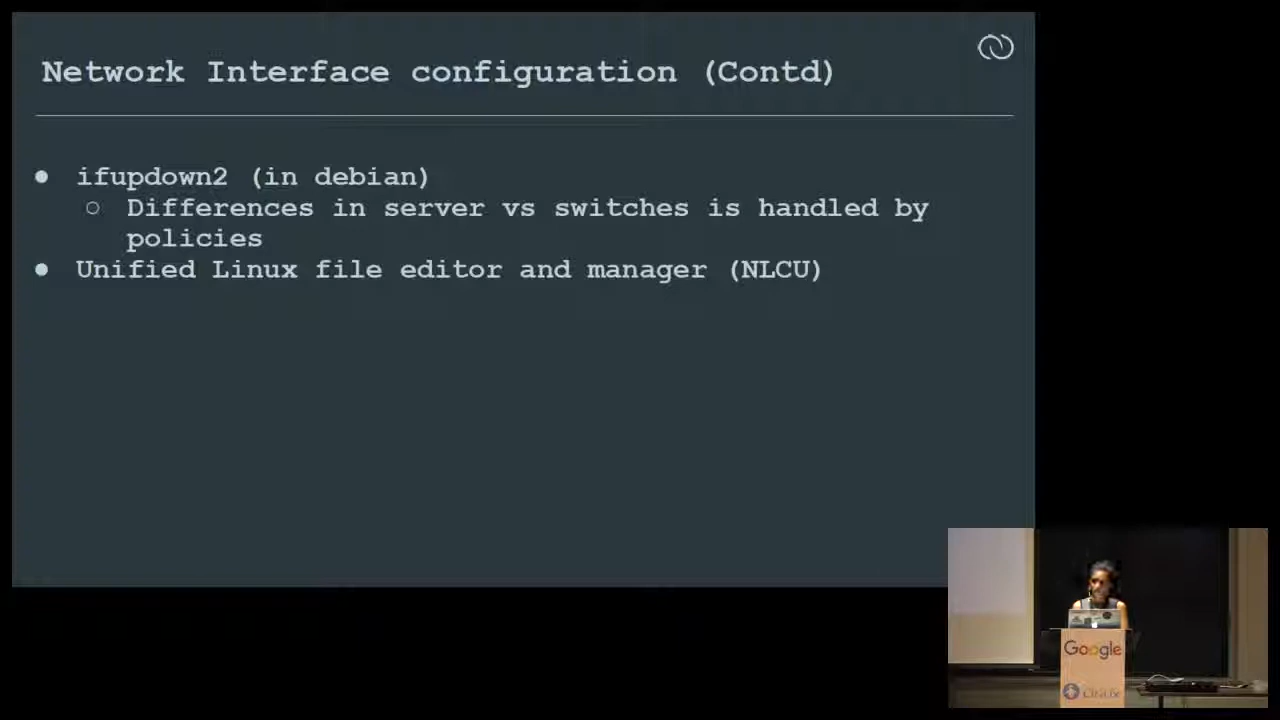 Network Interface configuration (Contd)
● ifupdown2 (in debian)
○ Differences in server vs switches is handled by
policies
● Unified Linux file editor and manager (NLCU)
Google